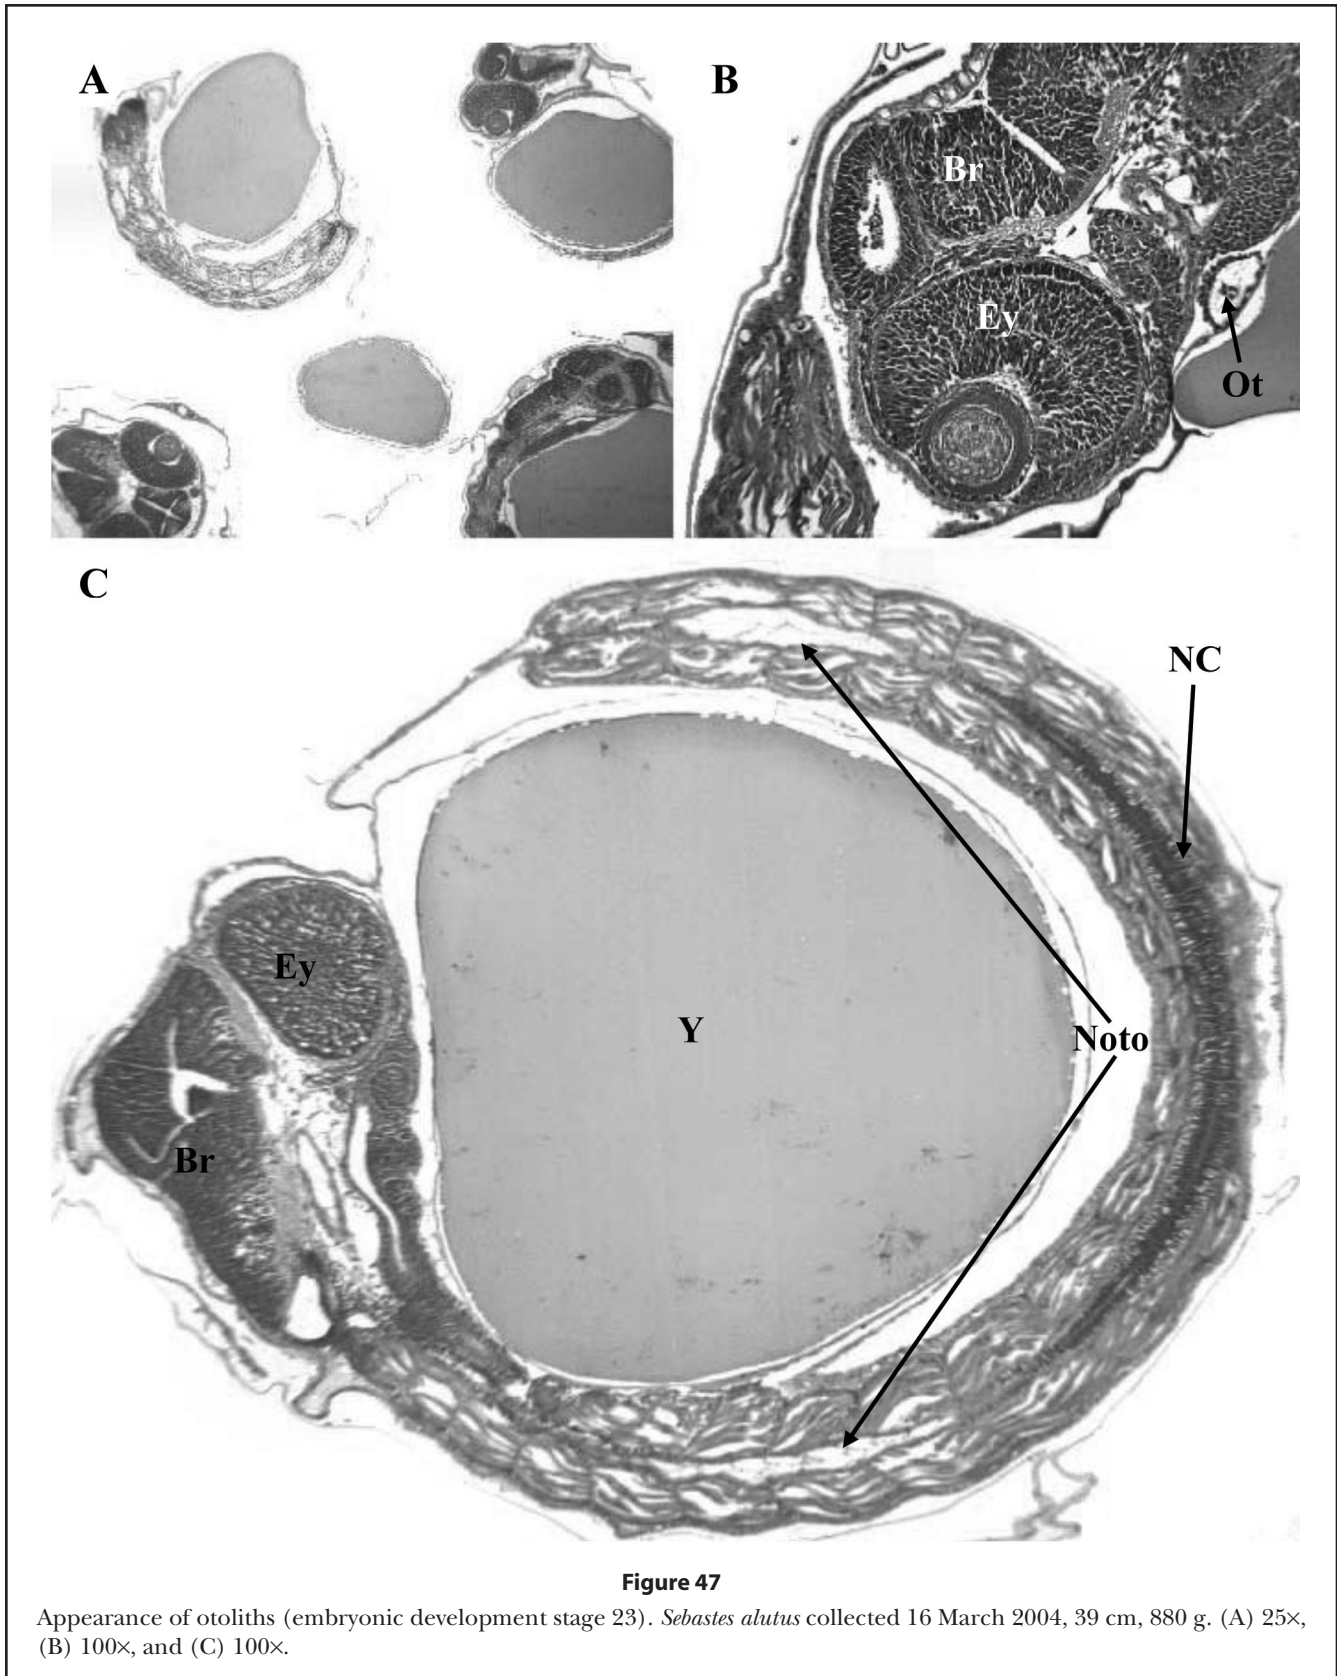 A
B
Br
Ey
Ot
C
NC
Ey
Y
Noto
Br
Figure 47
Appearance of otoliths (embryonic development stage 23). Sebastes alutus collected 16 March 2004, 39 cm, 880 g. (A) 25×,
(B) 100×, and (C) 100×.